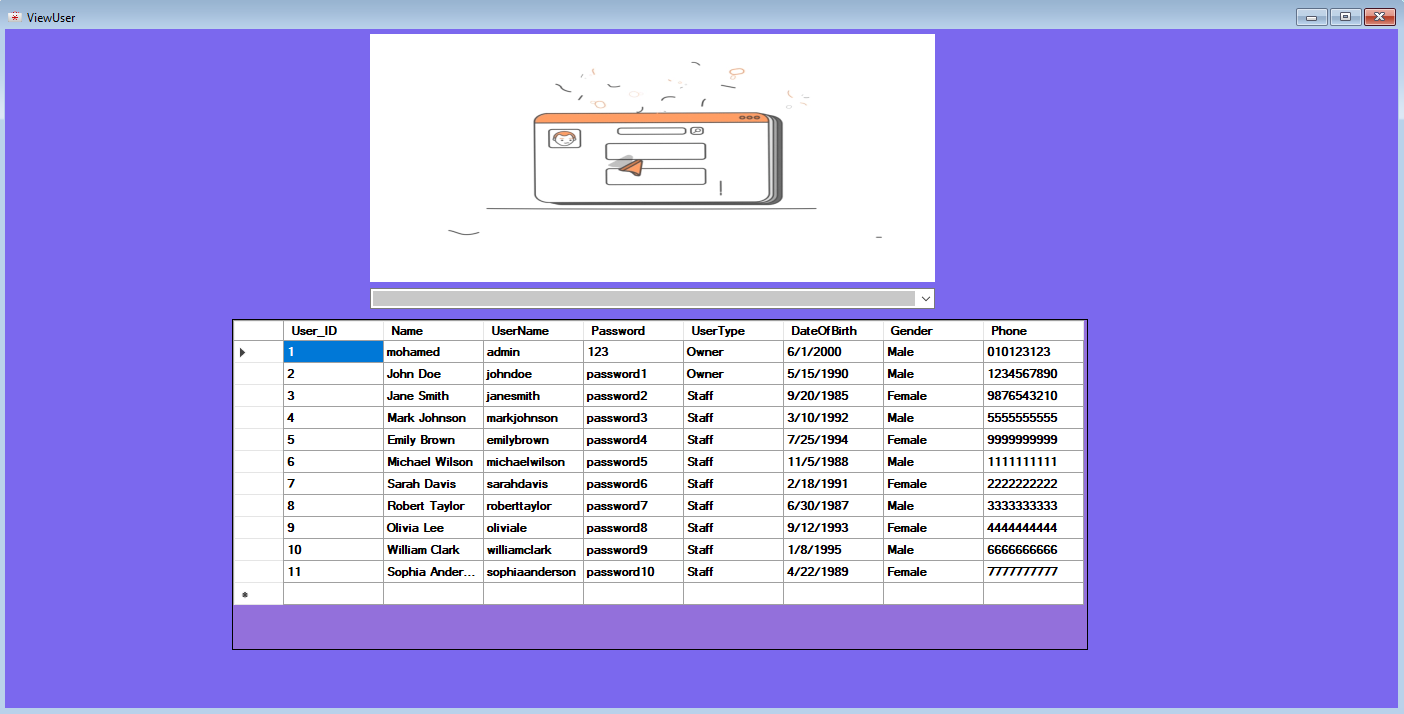 ViewUser
User_ID Name UserName Password UserType DateOfBirth Gender Phone
1 mohamed admin 123 Owner 6/1/2000 Male 010123123
2 John Doe johndoe password1 Owner 5/15/1990 Male 1234567890
3 Jane Smith janesmith password2 Staff 9/20/1985 Female 9876543210
4 Mark Johnson markjohnson password3 Staff 3/10/1992 Male 5555555555
5 Emily Brown emilybrown password4 Staff 7/25/1994 Female 9999999999
6 Michael Wilson michaelwilson password5 Staff 11/5/1988 Male 1111111111
7 Sarah Davis sarahdavis password6 Staff 2/18/1991 Female 2222222222
8 Robert Taylor roberttaylor password7 Staff 6/30/1987 Male 3333333333
9 Olivia Lee oliviale password8 Staff 9/12/1993 Female 4444444444
10 William Clark williamclark password9 Staff 1/8/1995 Male 6666666666
11 Sophia Ander... sophiaanderson password10 Staff 4/22/1989 Female 7777777777